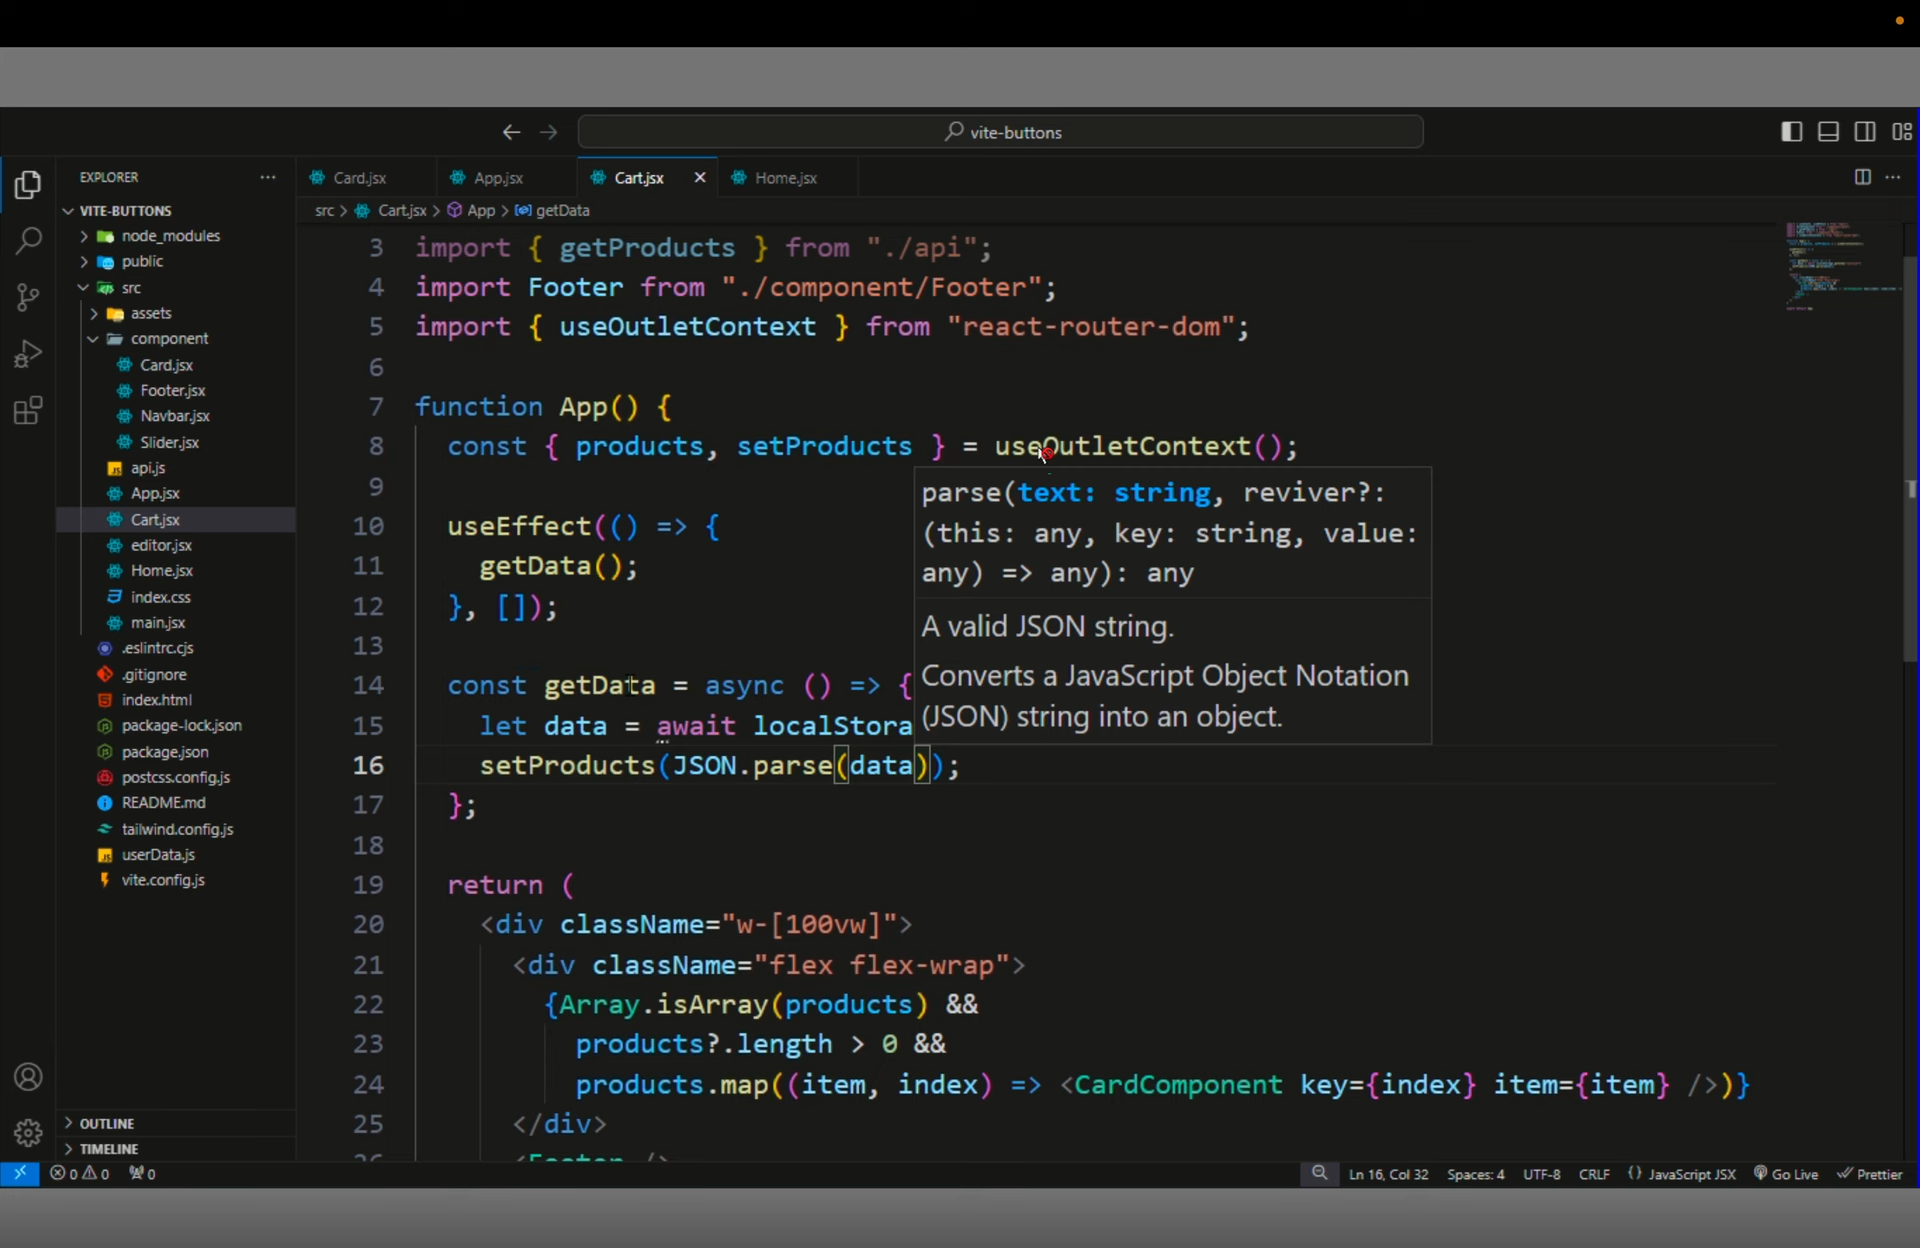 vite-buttons
EXPLORER
Card.jsx
App.jsx
Cart.jsx
Home.jsx
src > Cart.jsx > App > getData
VITE-BUTTONS
node_modules
public
src
assets
component
Card.jsx
Footer.jsx
Navbar.jsx
Slider.jsx
api.js
App.jsx
Cart.jsx
editor.jsx
Home.jsx
index.css
main.jsx
.eslintrc.cjs
.gitignore
index.html
package-lock.json
package.json
postcss.config.js
README.md
tailwind.config.js
userData.js
vite.config.js
OUTLINE
TIMELINE
3 import { getProducts } from "./api";
4 import Footer from "./component/Footer";
5 import { useOutletContext } from "react-router-dom";
6
7 function App() {
8 const { products, setProducts } = useOutletContext();
9
10 useEffect(() => {
11 getData();
12 }, []);
13
14 const getData = async () => {
15 let data = await localStora
16 setProducts(JSON.parse(data));
17 };
18
19 return (
20 <div className="w-[100vw]">
21 <div className="flex flex-wrap">
22 {Array.isArray(products) &&
23 products?.length > 0 &&
24 products.map((item, index) => <CardComponent key={index} item={item} />)}
25 </div>
26 <Footer />
parse(text: string, reviver?:
(this: any, key: string, value:
any) => any): any
A valid JSON string.
Converts a JavaScript Object Notation
(JSON) string into an object.
0 0 0
Ln 16, Col 32 Spaces: 4 UTF-8 CRLF {} JavaScript JSX Go Live Prettier